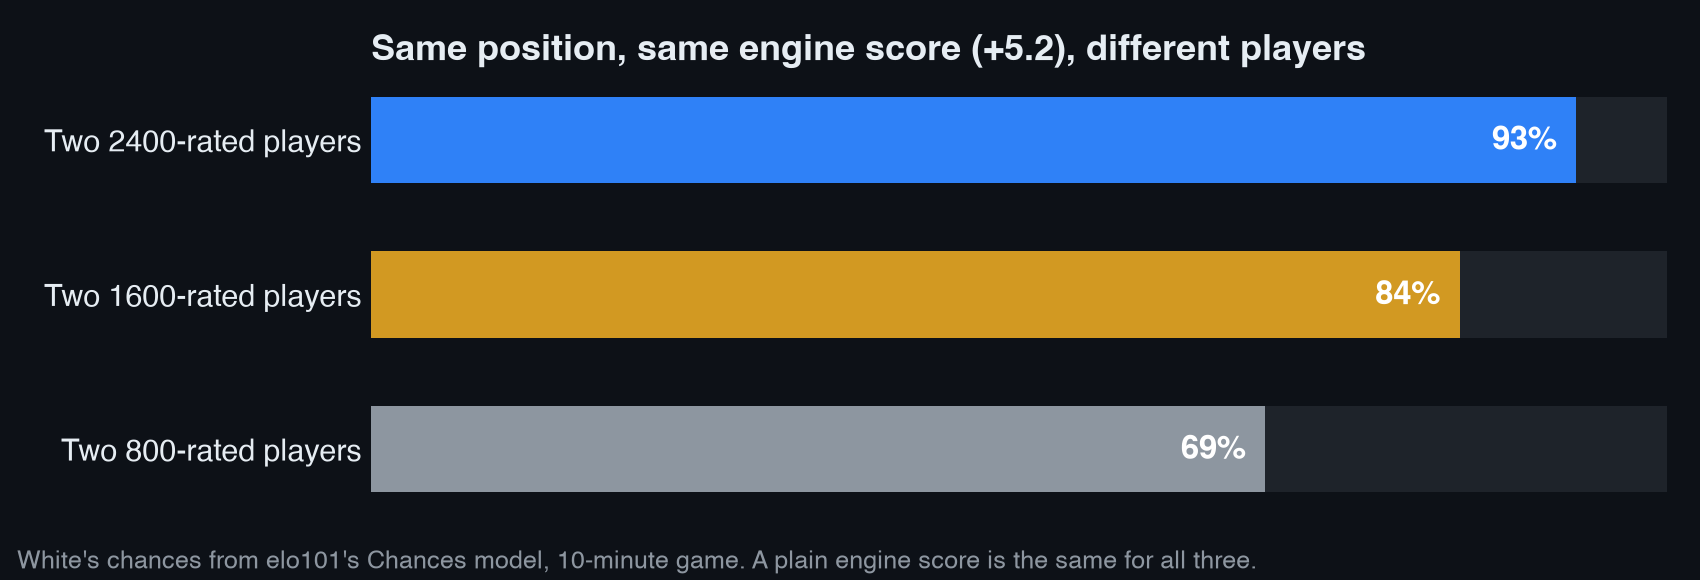 Same position, same engine score (+5.2), different players
Two 2400-rated players
93%
Two 1600-rated players
84%
Two 800-rated players
69%
White's chances from elo101's Chances model, 10-minute game. A plain engine score is the same for all three.